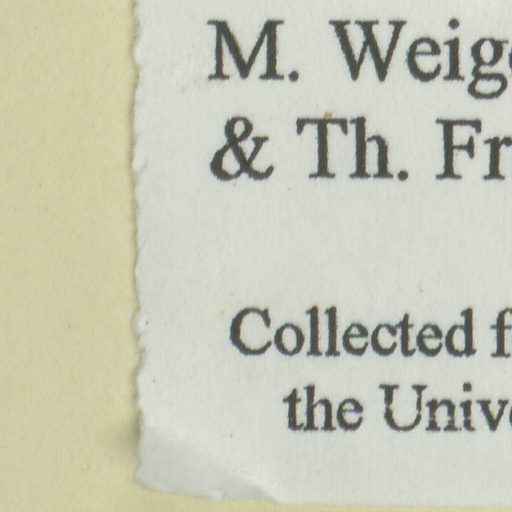 M. Weig
& Th. Fr
Collected f
the Univ